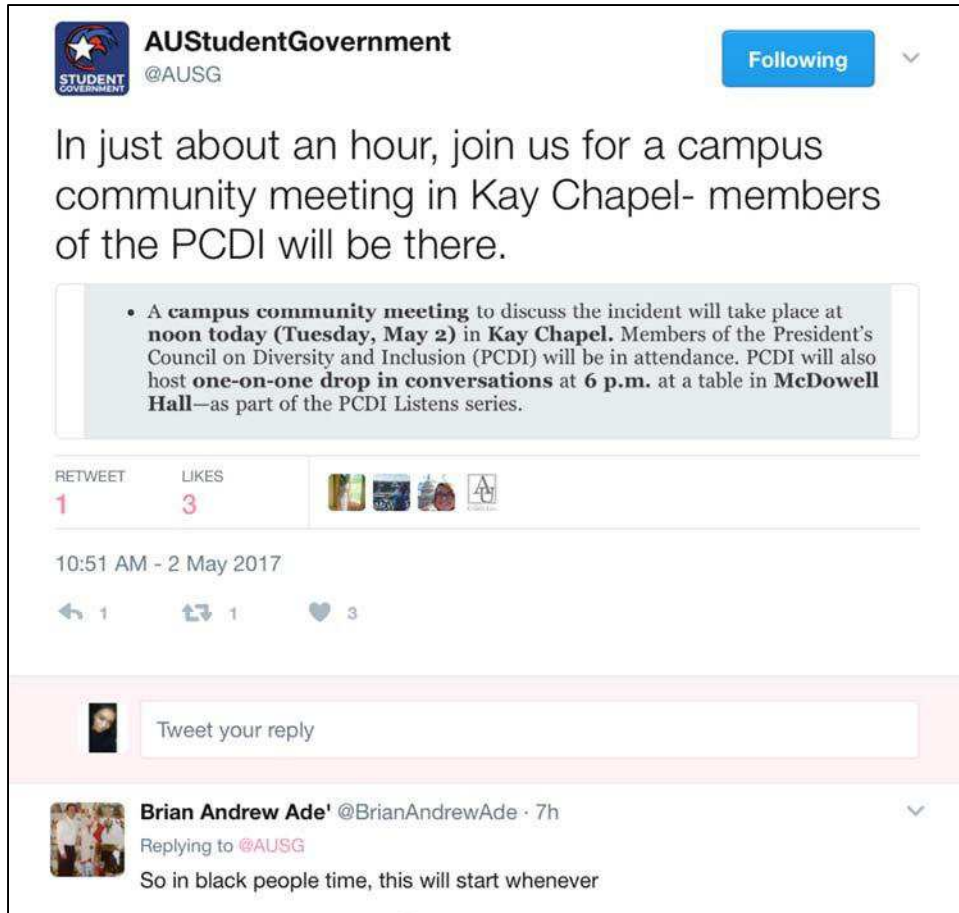 AUStudentGovernment
@AUSG
Following
STUDENT
GOVERNMENT
In just about an hour, join us for a campus
community meeting in Kay Chapel- members
of the PCDI will be there.
• A campus community meeting to discuss the incident will take place at
noon today (Tuesday, May 2) in Kay Chapel. Members of the President's
Council on Diversity and Inclusion (PCDI) will be in attendance. PCDI will also
host one-on-one drop in conversations at 6 p.m. at a table in McDowell
Hall—as part of the PCDI Listens series.
RETWEET LIKES
1 3
AU
10:51 AM - 2 May 2017
1 1 3
Tweet your reply
Brian Andrew Ade' @BrianAndrewAde · 7h
Replying to @AUSG
So in black people time, this will start whenever